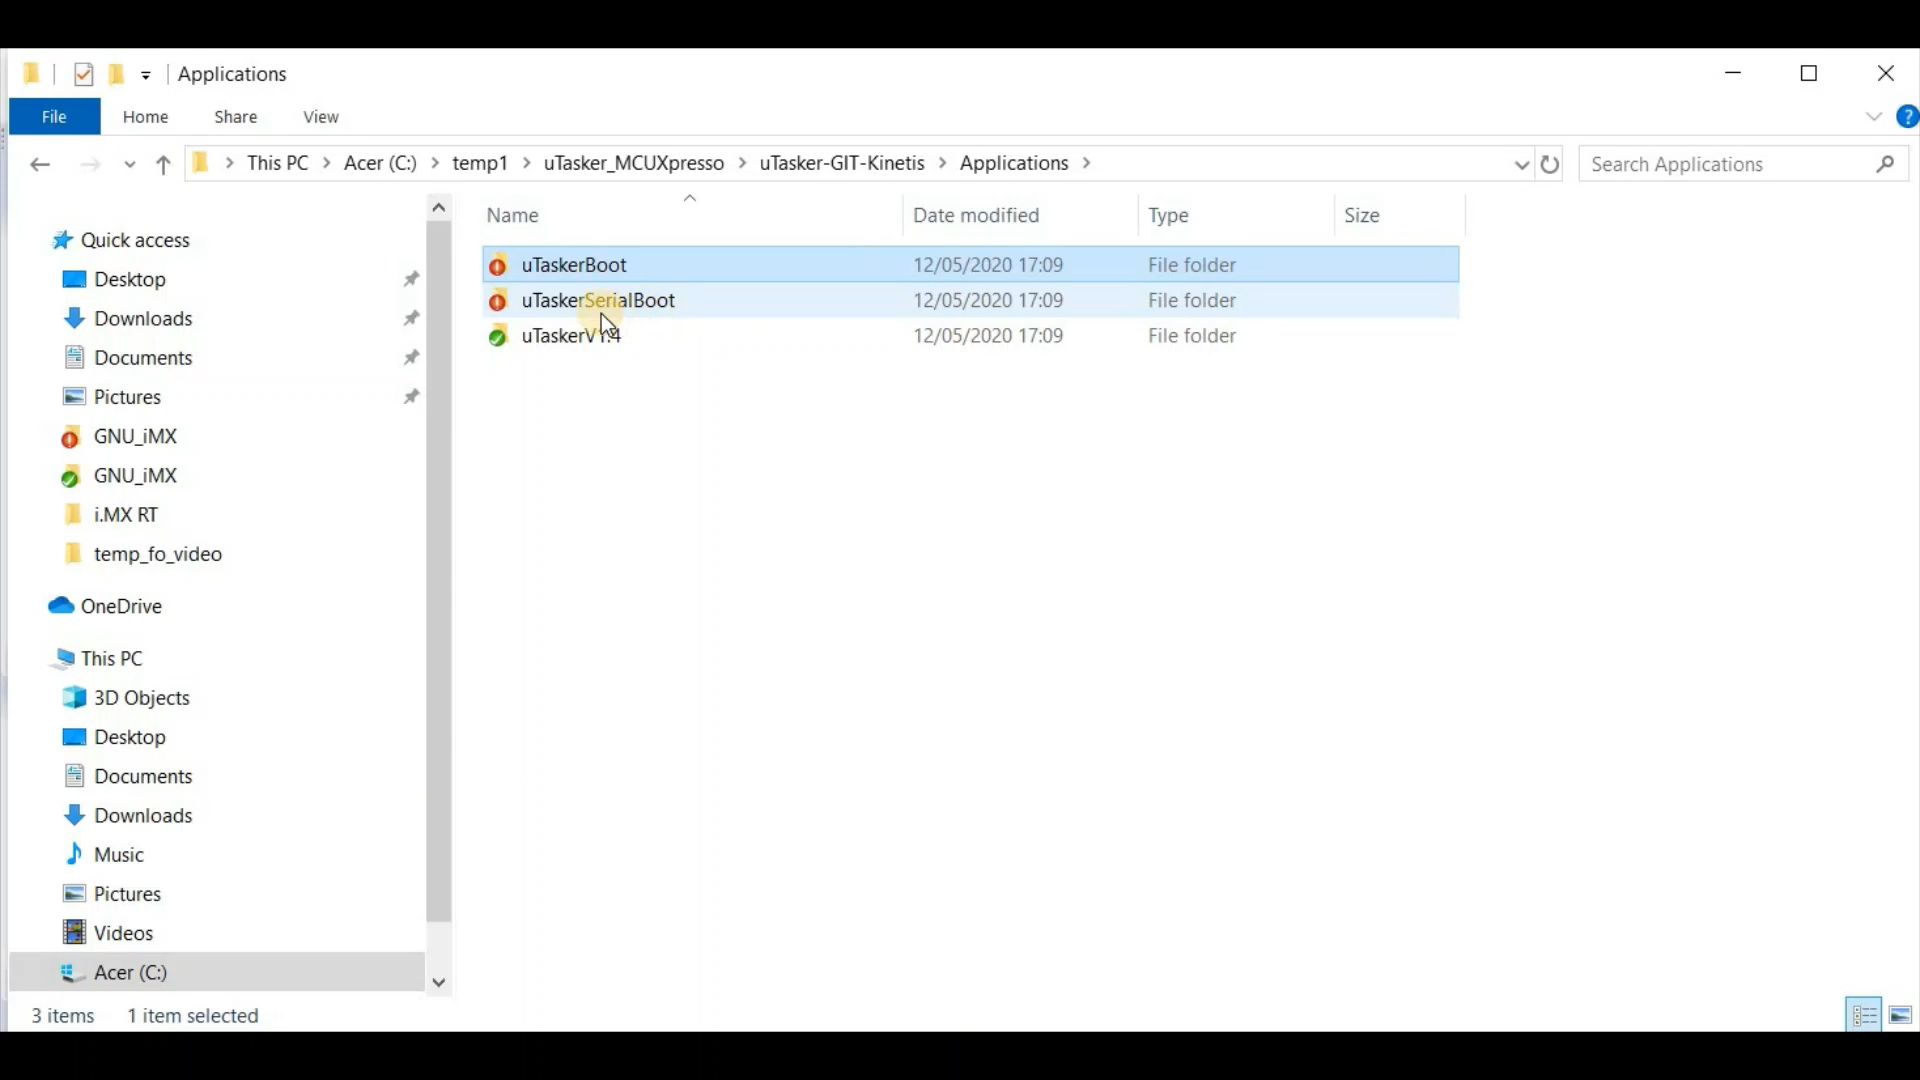 Applications
File Home Share View ?
This PC Acer (C:) temp1 uTasker_MCUXpresso uTasker-GIT-Kinetis Applications Search Applications
Name Date modified Type Size
uTaskerBoot 12/05/2020 17:09 File folder
uTaskerSerialBoot 12/05/2020 17:09 File folder
uTaskerV1.4 12/05/2020 17:09 File folder
Quick access
Desktop
Downloads
Documents
Pictures
GNU_iMX
GNU_iMX
i.MX RT
temp_fo_video
OneDrive
This PC
3D Objects
Desktop
Documents
Downloads
Music
Pictures
Videos
Acer (C:)
3 items 1 item selected